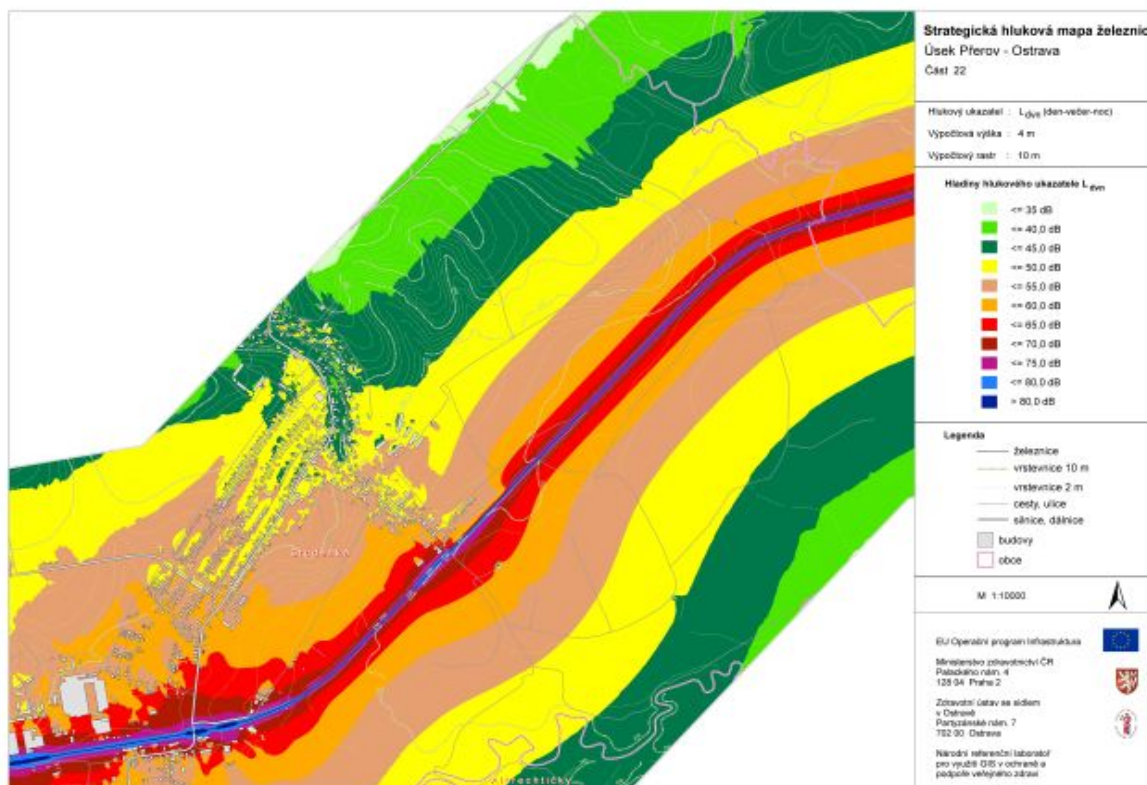 Strategická hluková mapa železnic
Úsek Přerov - Ostrava
Část 22
Hlukový ukazatel : Ldvn (den-večer-noc)
Výpočtová výška : 4 m
Výpočtový rastr : 10 m
Hladiny hlukového ukazatele Ldvn
<= 35 dB
<= 40,0 dB
<= 45,0 dB
<= 50,0 dB
<= 55,0 dB
<= 60,0 dB
<= 65,0 dB
<= 70,0 dB
<= 75,0 dB
<= 80,0 dB
> 80,0 dB
Legenda
železnice
vrstevnice 10 m
vrstevnice 2 m
cesty, ulice
silnice, dálnice
budovy
obce
M 1:10000
EU Operační program Infrastruktura
Ministerstvo zdravotnictví ČR
Palackého nám. 4
128 04 Praha 2
Zdravotní ústav se sídlem
v Ostravě
Partyzánské nám. 7
702 00 Ostrava
Národní referenční laboratoř
pro využití GIS v ochraně a
podpoře veřejného zdraví
Studénka
Albrechtičky